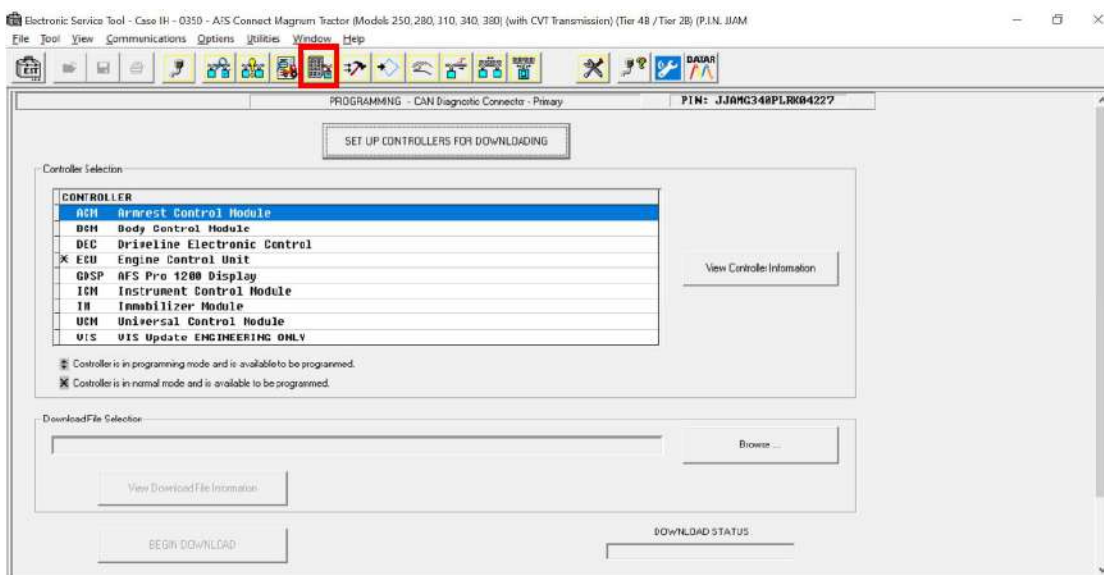 Electronic Service Tool - Case IH - 0350 - AFS Connect Magnum Tractor (Models 250, 280, 310, 340, 380) (with CVT Transmission) (Tier 4B / Tier 2B) (P.I.N. JJAM
File Tool View Communications Options Utilities Window Help
DATAR
PROGRAMMING - CAN Diagnostic Connector - Primary
PIN: JJAMG340PLRK04227
SET UP CONTROLLERS FOR DOWNLOADING
Controller Selection
CONTROLLER
ACM Armrest Control Module
BCM Body Control Module
DEC Driveline Electronic Control
X ECU Engine Control Unit
GDSP AFS Pro 1200 Display
ICM Instrument Control Module
IM Immobilizer Module
UCM Universal Control Module
VIS VIS Update ENGINEERING ONLY
View Controller Information
Controller is in programming mode and is available to be programmed.
Controller is in normal mode and is available to be programmed.
Download File Selection
Browse ...
View Download File Information
BEGIN DOWNLOAD
DOWNLOAD STATUS